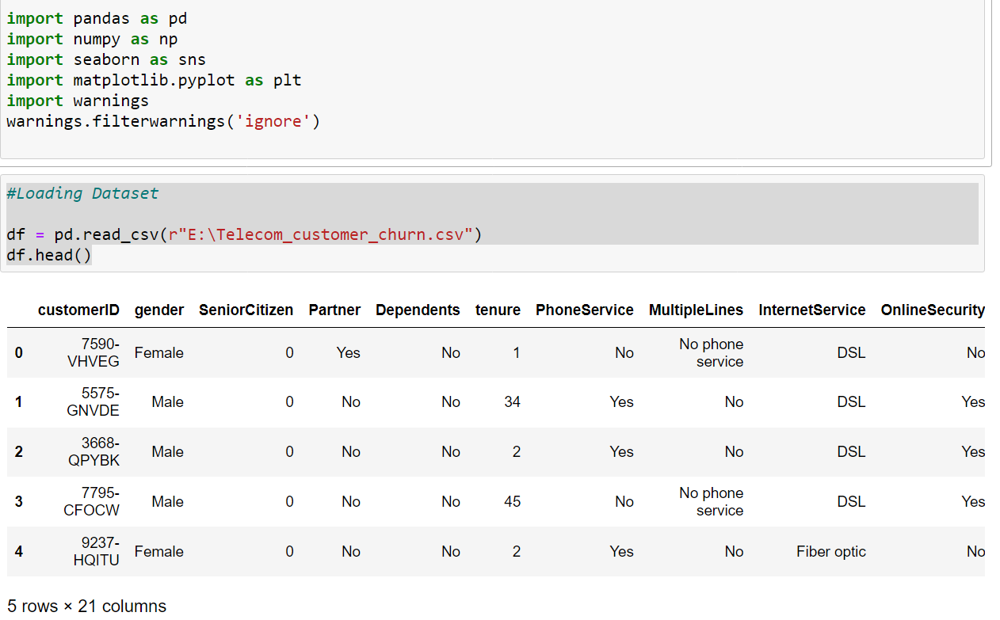 import pandas as pd
import numpy as np
import seaborn as sns
import matplotlib.pyplot as plt
import warnings
warnings.filterwarnings('ignore')
#Loading Dataset
df = pd.read_csv(r"E:\Telecom_customer_churn.csv")
df.head()
customerID gender SeniorCitizen Partner Dependents tenure PhoneService MultipleLines InternetService OnlineSecurity
0 7590-VHVEG Female 0 Yes No 1 No No phone service DSL No
1 5575-GNVDE Male 0 No No 34 Yes No DSL Yes
2 3668-QPYBK Male 0 No No 2 Yes No DSL Yes
3 7795-CFOCW Male 0 No No 45 No No phone service DSL Yes
4 9237-HQITU Female 0 No No 2 Yes No Fiber optic No
5 rows × 21 columns